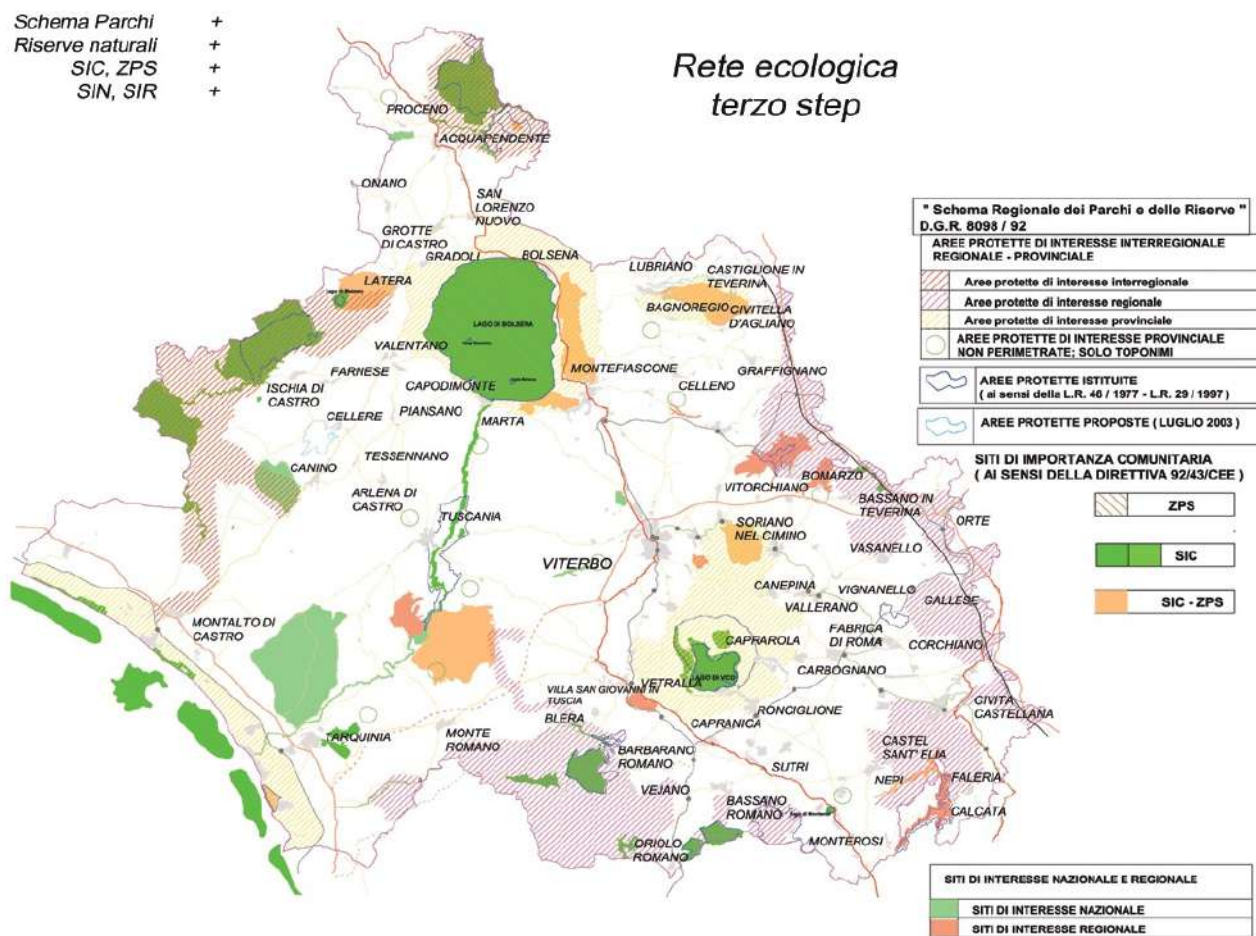 Schema Parchi +
Riserve naturali +
SIC, ZPS +
SIN, SIR +
Rete ecologica
terzo step
PROCENO
ACQUAPENDENTE
ONANO
SAN
LORENZO
NUOVO
GROTTE
DI CASTRO
GRADOLI
BOLSENA
LATERA
LUBRIANO
CASTIGLIONE IN
TEVERINA
BAGNOREGIO
CIVITELLA
D'AGLIANO
LAGO DI BOLSENA
VALENTANO
FARNESE
MONTEFIASCONE
GRAFFIGNANO
ISCHIA DI
CASTRO
CAPODIMONTE
CELLENO
CELLERE
PIANSANO
MARTA
TESSENNANO
CANINO
ARLENA DI
CASTRO
TUSCANIA
VITORCHIANO
BOMARZO
BASSANO IN
TEVERINA
ORTE
SORIANO
NEL CIMINO
VASANELLO
VITERBO
CANEPINA
VIGNANELLO
VALLERANO
GALLESE
MONTALTO DI
CASTRO
CAPRAROLA
FABRICA
DI ROMA
CORCHIANO
CARBOGNANO
LAGO DI VCO
VETRALLA
VILLA SAN GIOVANNI IN
TUSCIA
RONCIGLIONE
CIVITA
CASTELLANA
BLERA
CAPRANICA
TARQUINIA
MONTE
ROMANO
BARBARANO
ROMANO
SUTRI
CASTEL
SANT' ELIA
NEPI
FALERIA
VEJANO
BASSANO
ROMANO
CALCATA
ORIOLO
ROMANO
MONTEROSI
" Schema Regionale dei Parchi e delle Riserve "
D.G.R. 8098 / 92
AREE PROTETTE DI INTERESSE INTERREGIONALE
REGIONALE - PROVINCIALE
Aree protette di interesse interregionale
Aree protette di interesse regionale
Aree protette di interesse provinciale
AREE PROTETTE DI INTERESSE PROVINCIALE
NON PERIMETRATE; SOLO TOPONIMI
AREE PROTETTE ISTITUITE
( ai sensi della L.R. 46 / 1977 - L.R. 29 / 1997 )
AREE PROTETTE PROPOSTE ( LUGLIO 2003 )
SITI DI IMPORTANZA COMUNITARIA
( AI SENSI DELLA DIRETTIVA 92/43/CEE )
ZPS
SIC
SIC - ZPS
SITI DI INTERESSE NAZIONALE E REGIONALE
SITI DI INTERESSE NAZIONALE
SITI DI INTERESSE REGIONALE